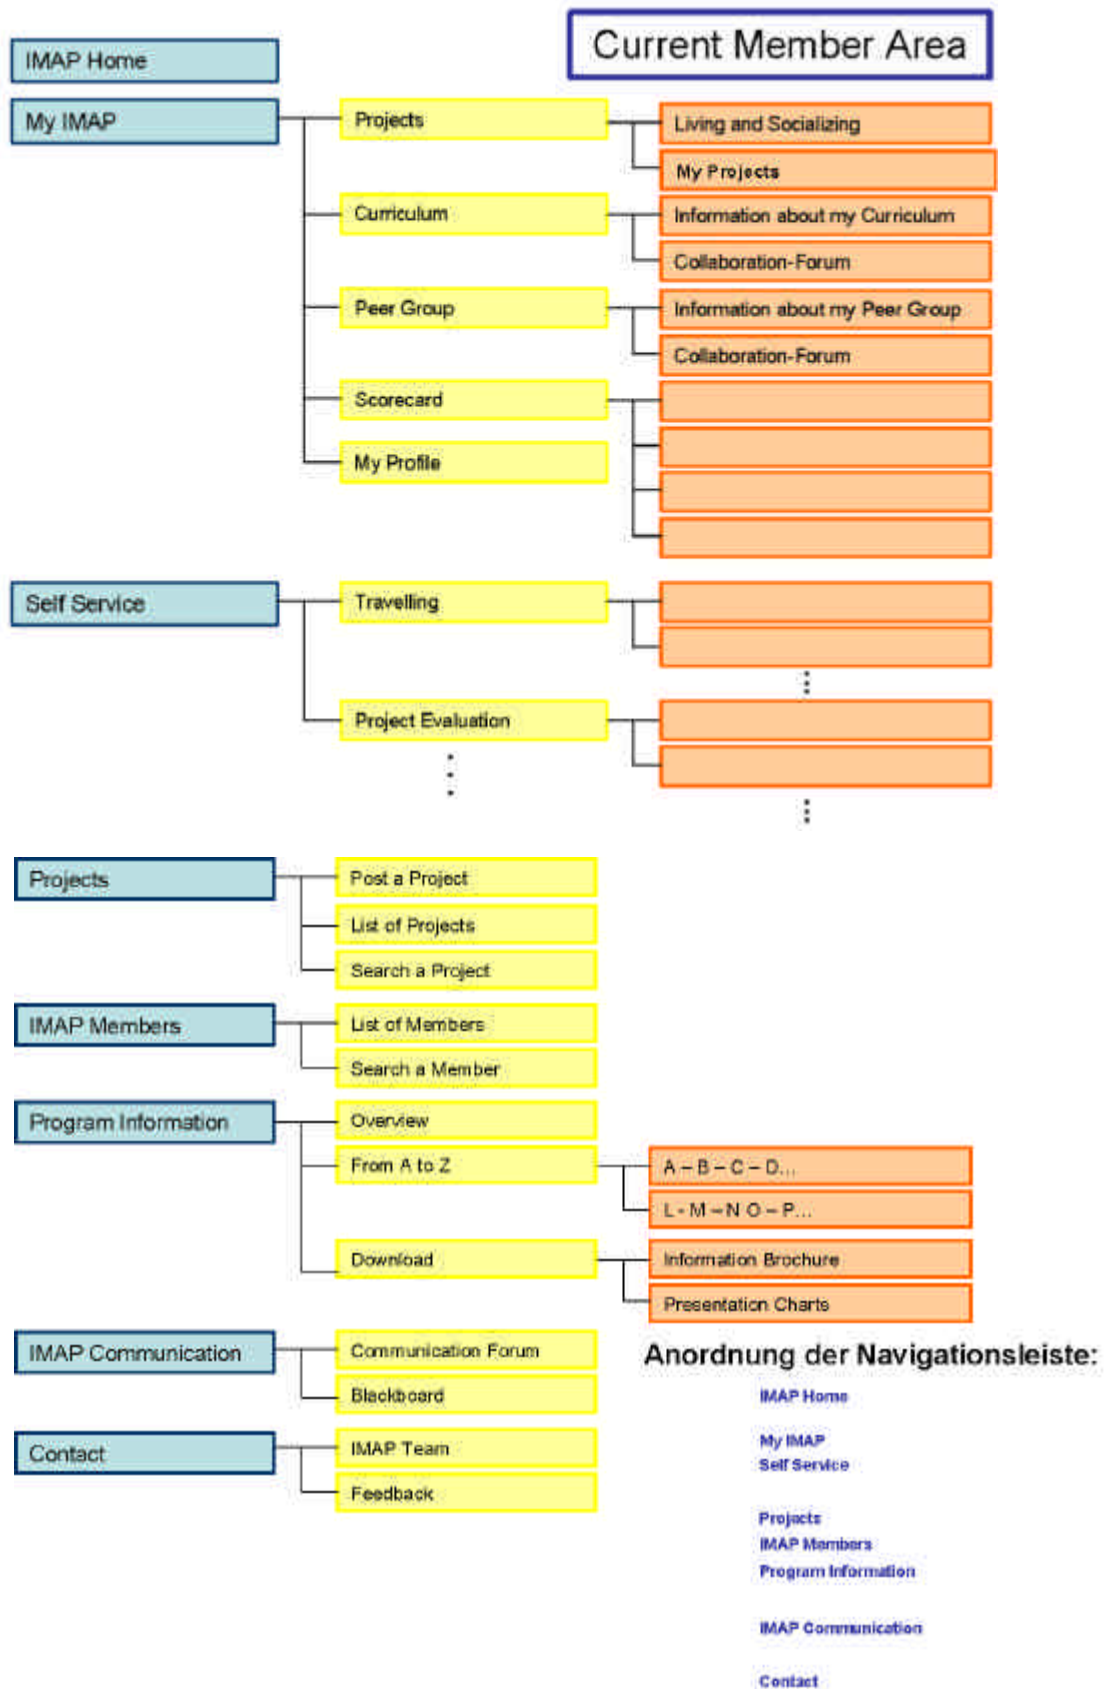 Current Member Area
IMAP Home
My IMAP
Projects
Living and Socializing
My Projects
Curriculum
Information about my Curriculum
Collaboration-Forum
Peer Group
Information about my Peer Group
Collaboration-Forum
Scorecard
My Profile
Self Service
Travelling
Project Evaluation
Projects
Post a Project
List of Projects
Search a Project
IMAP Members
List of Members
Search a Member
Program Information
Overview
From A to Z
A – B – C – D...
L - M – N O – P...
Download
Information Brochure
Presentation Charts
IMAP Communication
Communication Forum
Blackboard
Contact
IMAP Team
Feedback
Anordnung der Navigationsleiste:
IMAP Home
My IMAP
Self Service
Projects
IMAP Members
Program Information
IMAP Communication
Contact